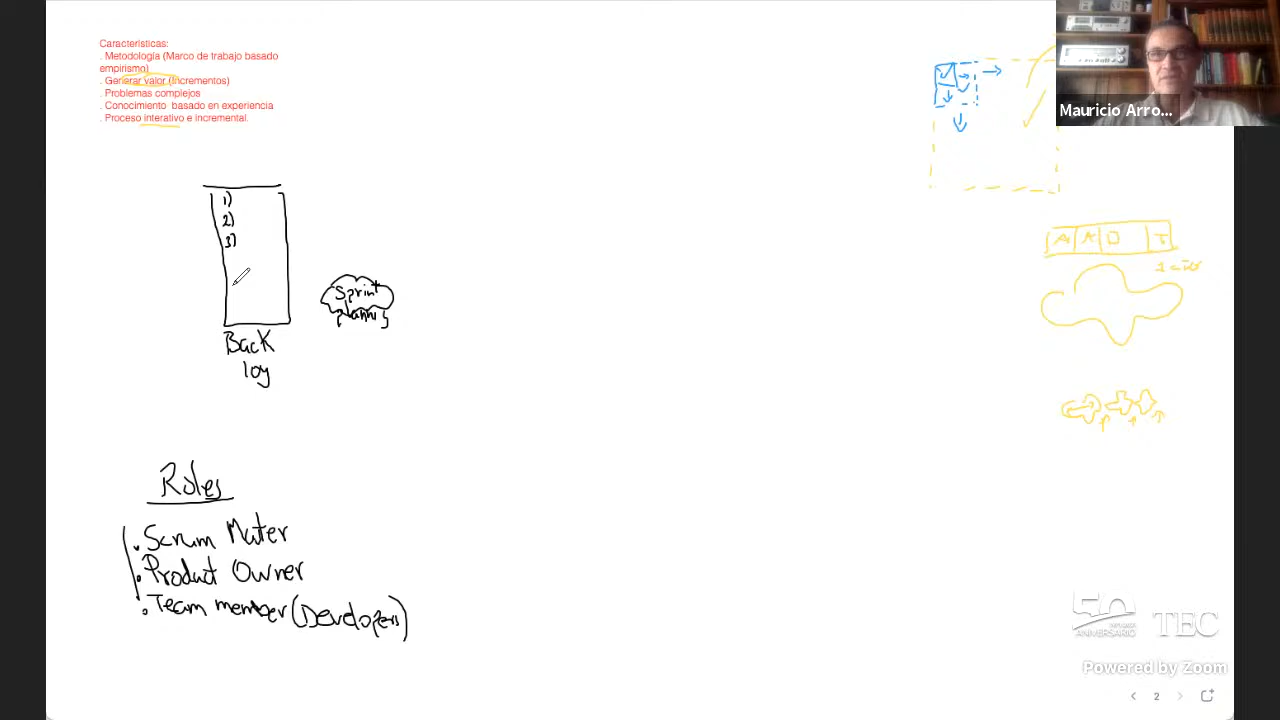 Características:
. Metodología (Marco de trabajo basado
empirismo)
. Generar valor (Incrementos)
. Problemas complejos
. Conocimiento basado en experiencia
. Proceso interativo e incremental.
Mauricio Arro...
1)
2)
3)
Sprint
Back
log
Roles
. Scrum Mater
. Product Owner
. Team member (Developers)
A A D T
50
ANIVERSARIO
TEC
Powered by Zoom
2